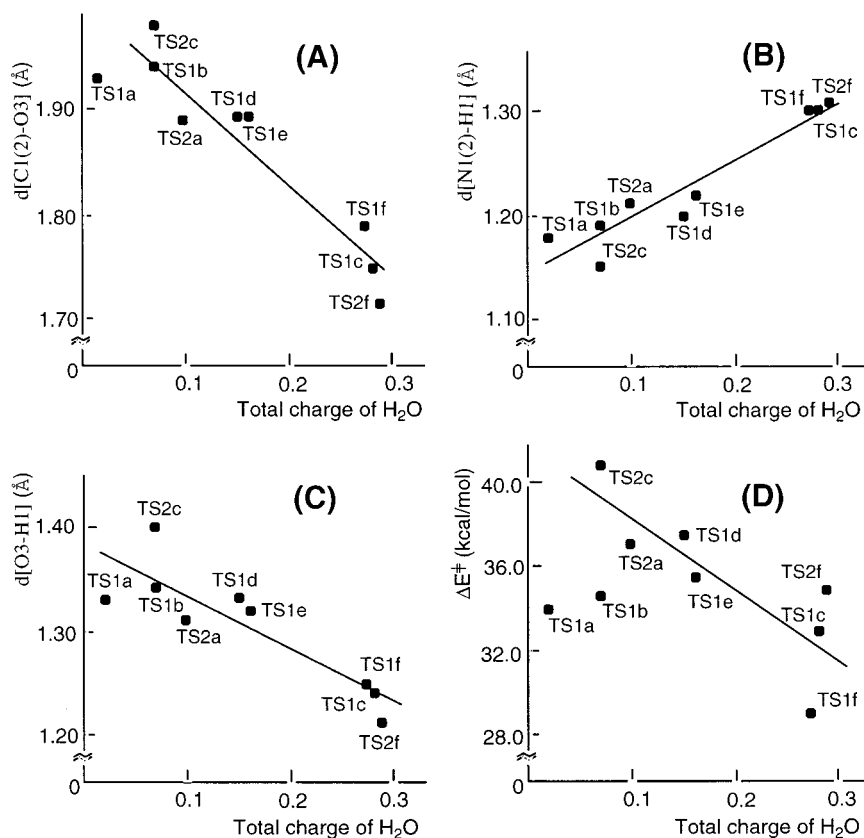 (A)
d[C1(2)-O3] (Å)
1.90
1.80
1.70
0
0.1
0.2
0.3
Total charge of H2O
TS2c
TS1b
TS1a
TS2a
TS1d
TS1e
TS1f
TS1c
TS2f
(B)
d[N1(2)-H1] (Å)
1.30
1.20
1.10
0
0.1
0.2
0.3
Total charge of H2O
TS2f
TS1f
TS1c
TS2a
TS1b
TS1a
TS1e
TS1d
TS2c
(C)
d[O3-H1] (Å)
1.40
1.30
1.20
0
0.1
0.2
0.3
Total charge of H2O
TS2c
TS1a
TS1b
TS1d
TS1e
TS2a
TS1f
TS1c
TS2f
(D)
ΔE‡ (kcal/mol)
40.0
36.0
32.0
28.0
0
0.1
0.2
0.3
Total charge of H2O
TS2c
TS1d
TS2a
TS1e
TS2f
TS1b
TS1a
TS1c
TS1f